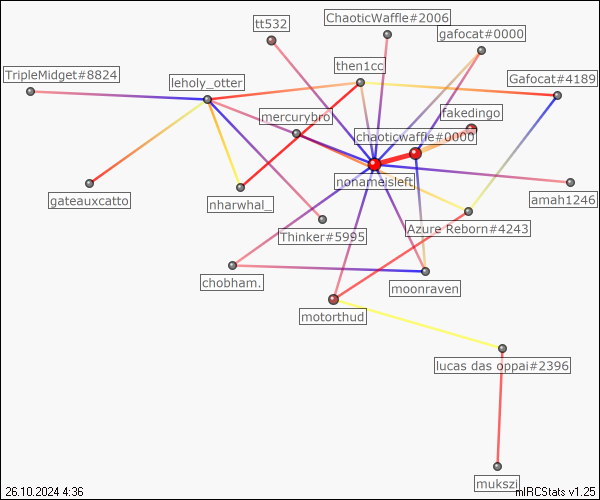 ChaoticWaffle#2006
tt532
gafocat#0000
then1cc
TripleMidget#8824
leholy_otter
Gafocat#4189
mercurybro
fakedingo
chaoticwaffle#0000
nonameisleft
gateauxcatto
nharwhal_
amah1246
Thinker#5995
Azure Reborn#4243
chobham.
moonraven
motorthud
lucas das oppai#2396
mukszi
26.10.2024 4:36
mIRCStats v1.25